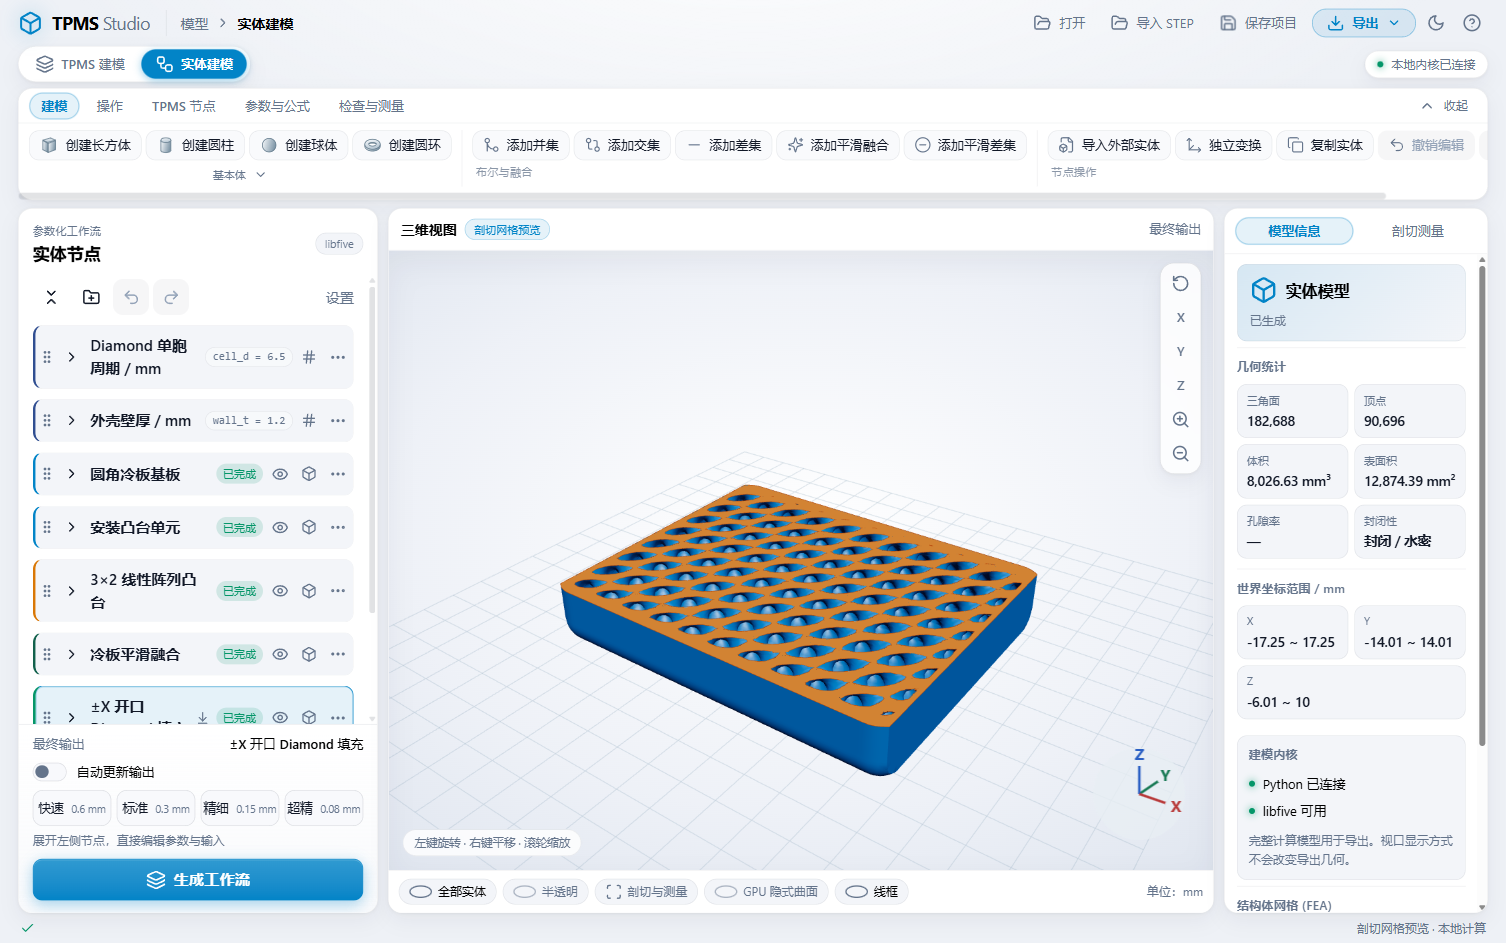 TPMS Studio 模型 > 实体建模 打开 导入 STEP 保存项目 导出
TPMS 建模 实体建模 本地内核已连接
建模 操作 TPMS 节点 参数与公式 检查与测量 收起
创建长方体 创建圆柱 创建球体 创建圆环 添加并集 添加交集 添加差集 添加平滑融合 添加平滑差集 导入外部实体 独立变换 复制实体 撤销编辑
基本体 布尔与融合 节点操作
参数化工作流
实体节点
libfive
设置
Diamond 单胞
周期 / mm
cell_d = 6.5
外壳壁厚 / mm wall_t = 1.2
圆角冷板基板 已完成
安装凸台单元 已完成
3×2 线性阵列凸
台
已完成
冷板平滑融合 已完成
±X 开口
已完成
最终输出 ±X 开口 Diamond 填充
自动更新输出
快速 0.6 mm 标准 0.3 mm 精细 0.15 mm 超精 0.08 mm
展开左侧节点，直接编辑参数与输入
生成工作流
三维视图 剖切网格预览 最终输出
X
Y
Z
Z
Y
X
左键旋转 · 右键平移 · 滚轮缩放
全部实体 半透明 剖切与测量 GPU 隐式曲面 线框 单位：mm
模型信息 剖切测量
实体模型
已生成
几何统计
三角面 顶点
182,688 90,696
体积 表面积
8,026.63 mm³ 12,874.39 mm²
孔隙率 封闭性
— 封闭 / 水密
世界坐标范围 / mm
X Y
-17.25 ~ 17.25 -14.01 ~ 14.01
Z
-6.01 ~ 10
建模内核
Python 已连接
libfive 可用
完整计算模型用于导出。视口显示方式
不会改变导出几何。
结构体网格 (FEA)
剖切网格预览 · 本地计算